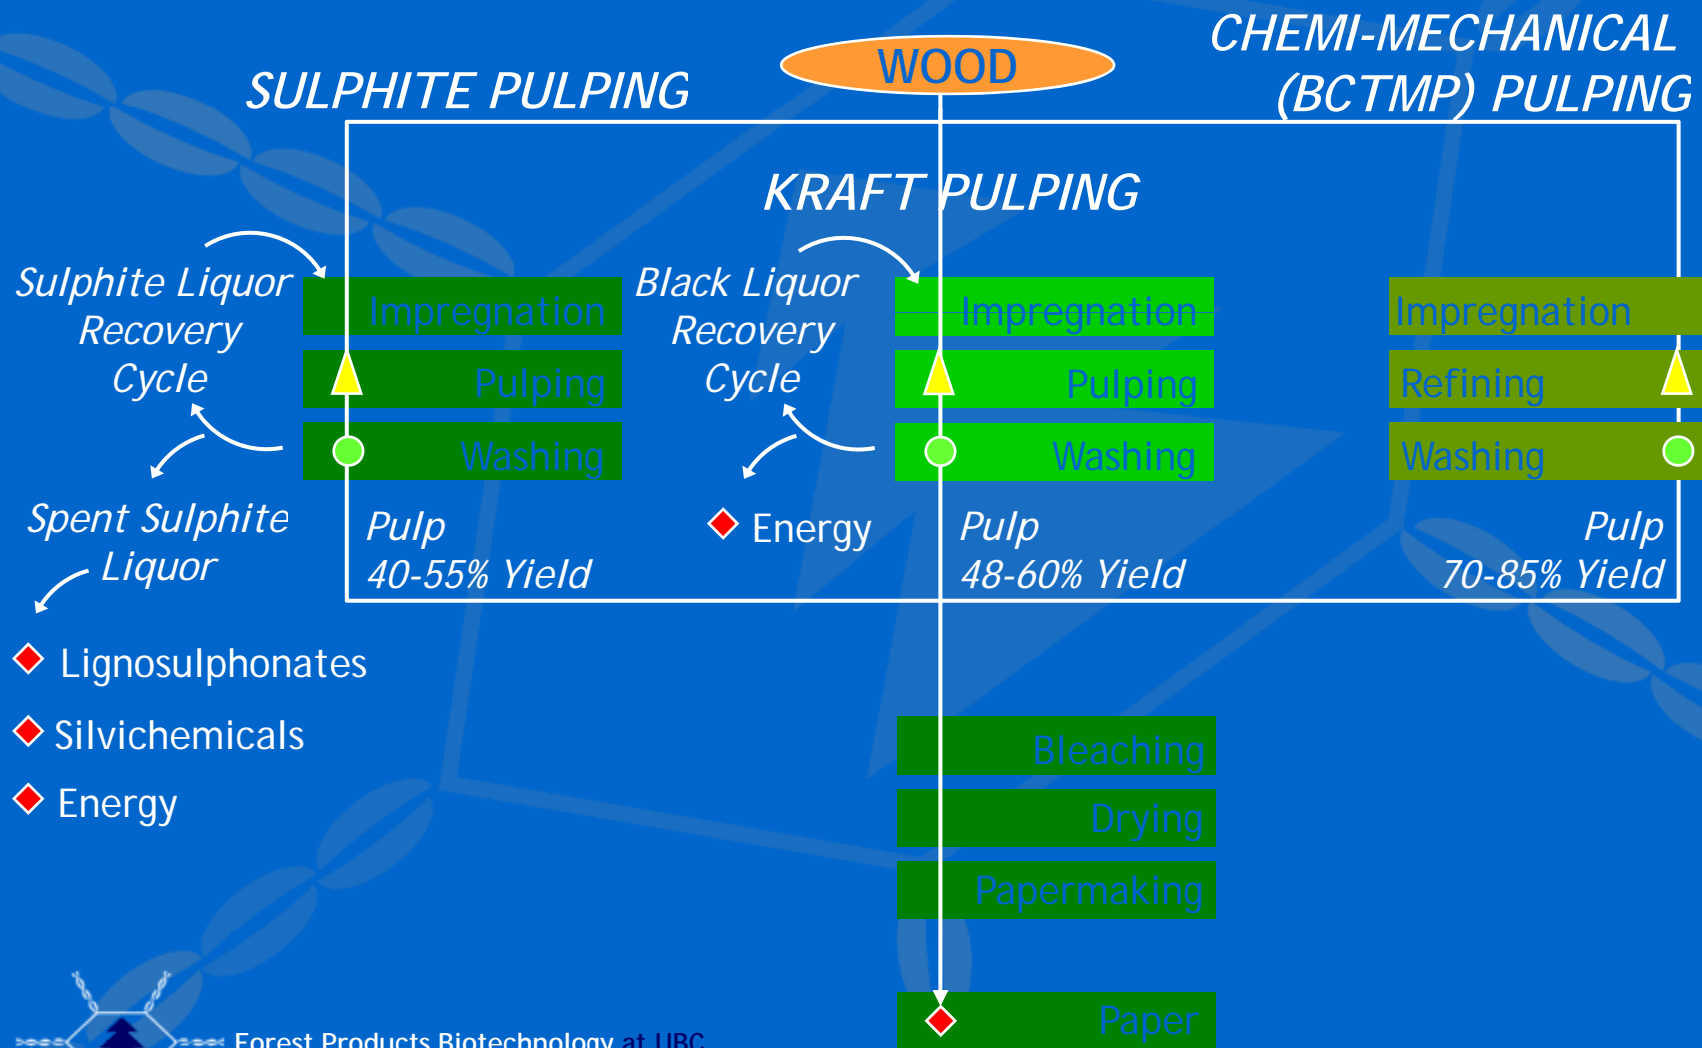 WOOD
CHEMI-MECHANICAL
(BCTMP) PULPING
SULPHITE PULPING
KRAFT PULPING
Sulphite Liquor
Recovery
Cycle
Impregnation
Pulping
Washing
Black Liquor
Recovery
Cycle
Impregnation
Pulping
Washing
Impregnation
Refining
Washing
Spent Sulphite
Liquor
Pulp
40-55% Yield
Energy
Pulp
48-60% Yield
Pulp
70-85% Yield
Lignosulphonates
Silvichemicals
Energy
Bleaching
Drying
Papermaking
Paper
Forest Products Biotechnology at UBC